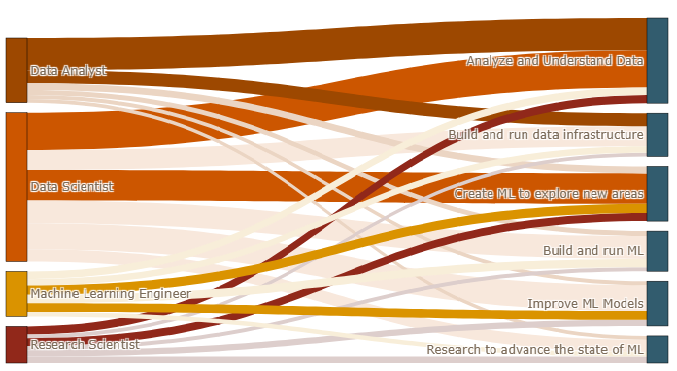 Data Analyst
Data Scientist
Machine Learning Engineer
Research Scientist
Analyze and Understand Data
Build and run data infrastructure
Create ML to explore new areas
Build and run ML
Improve ML Models
Research to advance the state of ML